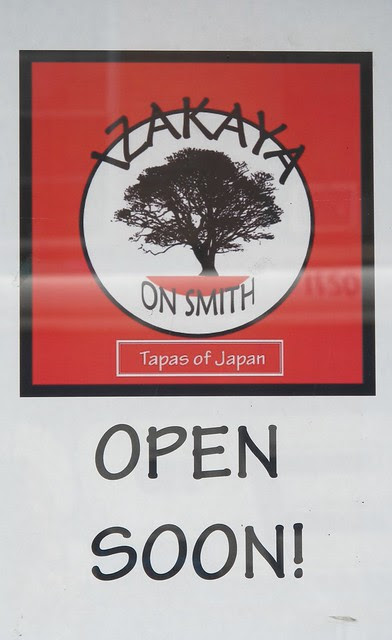 IZAKAYA
ON SMITH
Tapas of Japan
OPEN
SOON!